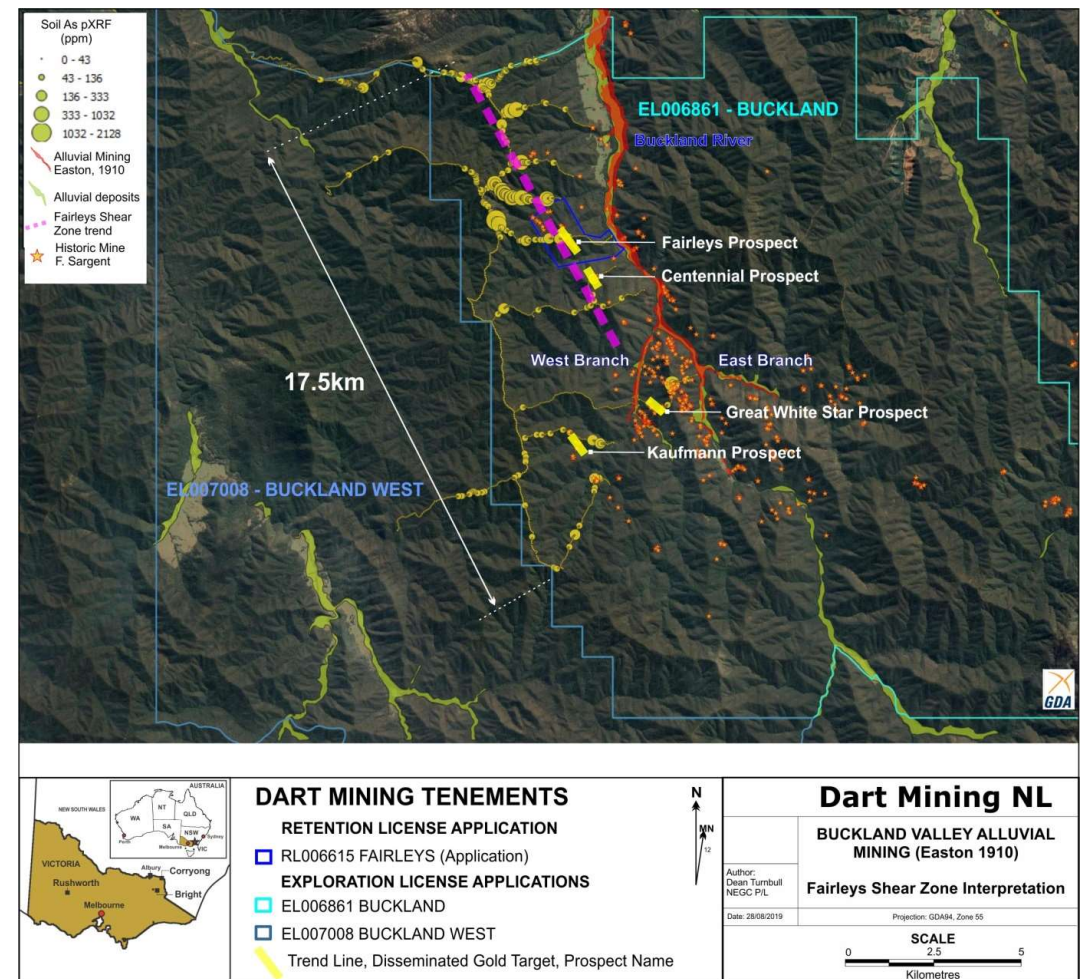 Soil As pXRF
(ppm)
0 - 43
43 - 136
136 - 333
333 - 1032
1032 - 2128
Alluvial Mining
Easton, 1910
Alluvial deposits
Fairleys Shear
Zone trend
Historic Mine
F. Sargent
EL006861 - BUCKLAND
Buckland River
Fairleys Prospect
Centennial Prospect
West Branch
East Branch
17.5km
Great White Star Prospect
Kaufmann Prospect
EL007008 - BUCKLAND WEST
GDA
AUSTRALIA
NT
QLD
WA
SA
NSW
Perth
Sydney
Melbourne
VIC
NEW SOUTH WALES
VICTORIA
Albury
Corryong
Rushworth
Bright
Melbourne
DART MINING TENEMENTS
RETENTION LICENSE APPLICATION
RL006615 FAIRLEYS (Application)
EXPLORATION LICENSE APPLICATIONS
EL006861 BUCKLAND
EL007008 BUCKLAND WEST
Trend Line, Disseminated Gold Target, Prospect Name
N
MN
12
Dart Mining NL
BUCKLAND VALLEY ALLUVIAL
MINING (Easton 1910)
Author:
Dean Turnbull
NEGC P/L
Fairleys Shear Zone Interpretation
Date: 28/08/2019
Projection: GDA94, Zone 55
SCALE
0 2.5 5
Kilometres